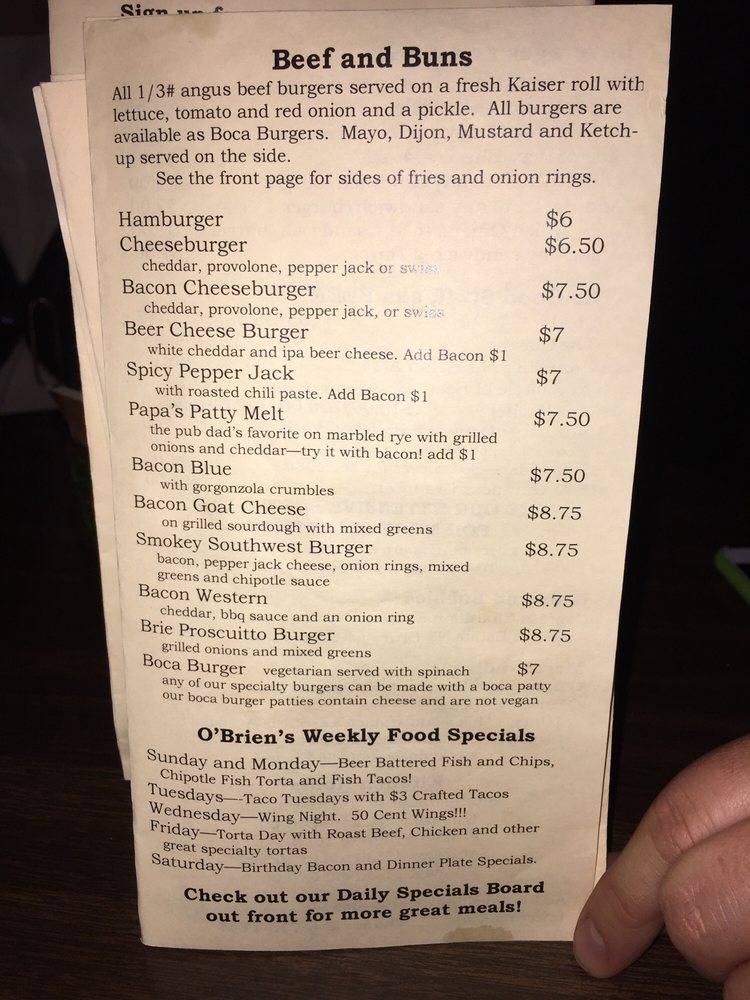 Sign up f
Beef and Buns
All 1/3# angus beef burgers served on a fresh Kaiser roll with
lettuce, tomato and red onion and a pickle. All burgers are
available as Boca Burgers. Mayo, Dijon, Mustard and Ketch-
up served on the side.
See the front page for sides of fries and onion rings.
Hamburger $6
Cheeseburger $6.50
cheddar, provolone, pepper jack or swiss
Bacon Cheeseburger $7.50
cheddar, provolone, pepper jack, or swiss
Beer Cheese Burger $7
white cheddar and ipa beer cheese. Add Bacon $1
Spicy Pepper Jack $7
with roasted chili paste. Add Bacon $1
Papa's Patty Melt $7.50
the pub dad's favorite on marbled rye with grilled
onions and cheddar—try it with bacon! add $1
Bacon Blue $7.50
with gorgonzola crumbles
Bacon Goat Cheese $8.75
on grilled sourdough with mixed greens
Smokey Southwest Burger $8.75
bacon, pepper jack cheese, onion rings, mixed
greens and chipotle sauce
Bacon Western $8.75
cheddar, bbq sauce and an onion ring
Brie Proscuitto Burger $8.75
grilled onions and mixed greens
Boca Burger vegetarian served with spinach $7
any of our specialty burgers can be made with a boca patty
our boca burger patties contain cheese and are not vegan
O'Brien's Weekly Food Specials
Sunday and Monday—Beer Battered Fish and Chips,
Chipotle Fish Torta and Fish Tacos!
Tuesdays—-Taco Tuesdays with $3 Crafted Tacos
Wednesday—Wing Night. 50 Cent Wings!!!
Friday—Torta Day with Roast Beef, Chicken and other
great specialty tortas
Saturday—Birthday Bacon and Dinner Plate Specials.
Check out our Daily Specials Board
out front for more great meals!